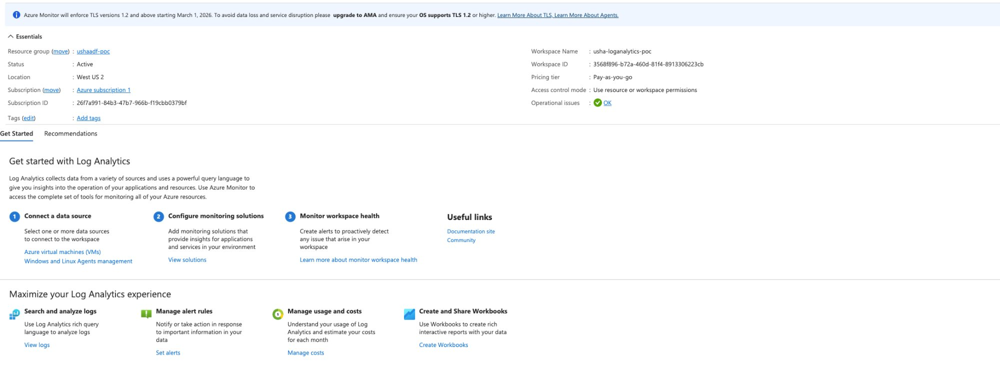 Azure Monitor will enforce TLS versions 1.2 and above starting March 1, 2026. To avoid data loss and service disruption please upgrade to AMA and ensure your OS supports TLS 1.2 or higher. Learn More About TLS, Learn More About Agents.
Essentials
Resource group (move) : ushaadf-poc
Status : Active
Location : West US 2
Subscription (move) : Azure subscription 1
Subscription ID : 26f7a991-84b3-47b7-966b-f19cbb0379bf
Tags (edit) : Add tags
Workspace Name : usha-loganalytics-poc
Workspace ID : 3568f896-b72a-460d-81f4-8913306223cb
Pricing tier : Pay-as-you-go
Access control mode : Use resource or workspace permissions
Operational issues : OK
Get Started Recommendations
Get started with Log Analytics
Log Analytics collects data from a variety of sources and uses a powerful query language to
give you insights into the operation of your applications and resources. Use Azure Monitor to
access the complete set of tools for monitoring all of your Azure resources.
1 Connect a data source
Select one or more data sources
to connect to the workspace
Azure virtual machines (VMs)
Windows and Linux Agents management
2 Configure monitoring solutions
Add monitoring solutions that
provide insights for applications
and services in your environment
View solutions
3 Monitor workspace health
Create alerts to proactively detect
any issue that arise in your
workspace
Learn more about monitor workspace health
Useful links
Documentation site
Community
Maximize your Log Analytics experience
Search and analyze logs
Use Log Analytics rich query
language to analyze logs
View logs
Manage alert rules
Notify or take action in response
to important information in your
data
Set alerts
Manage usage and costs
Understand your usage of Log
Analytics and estimate your costs
for each month
Manage costs
Create and Share Workbooks
Use Workbooks to create rich
interactive reports with your data
Create Workbooks